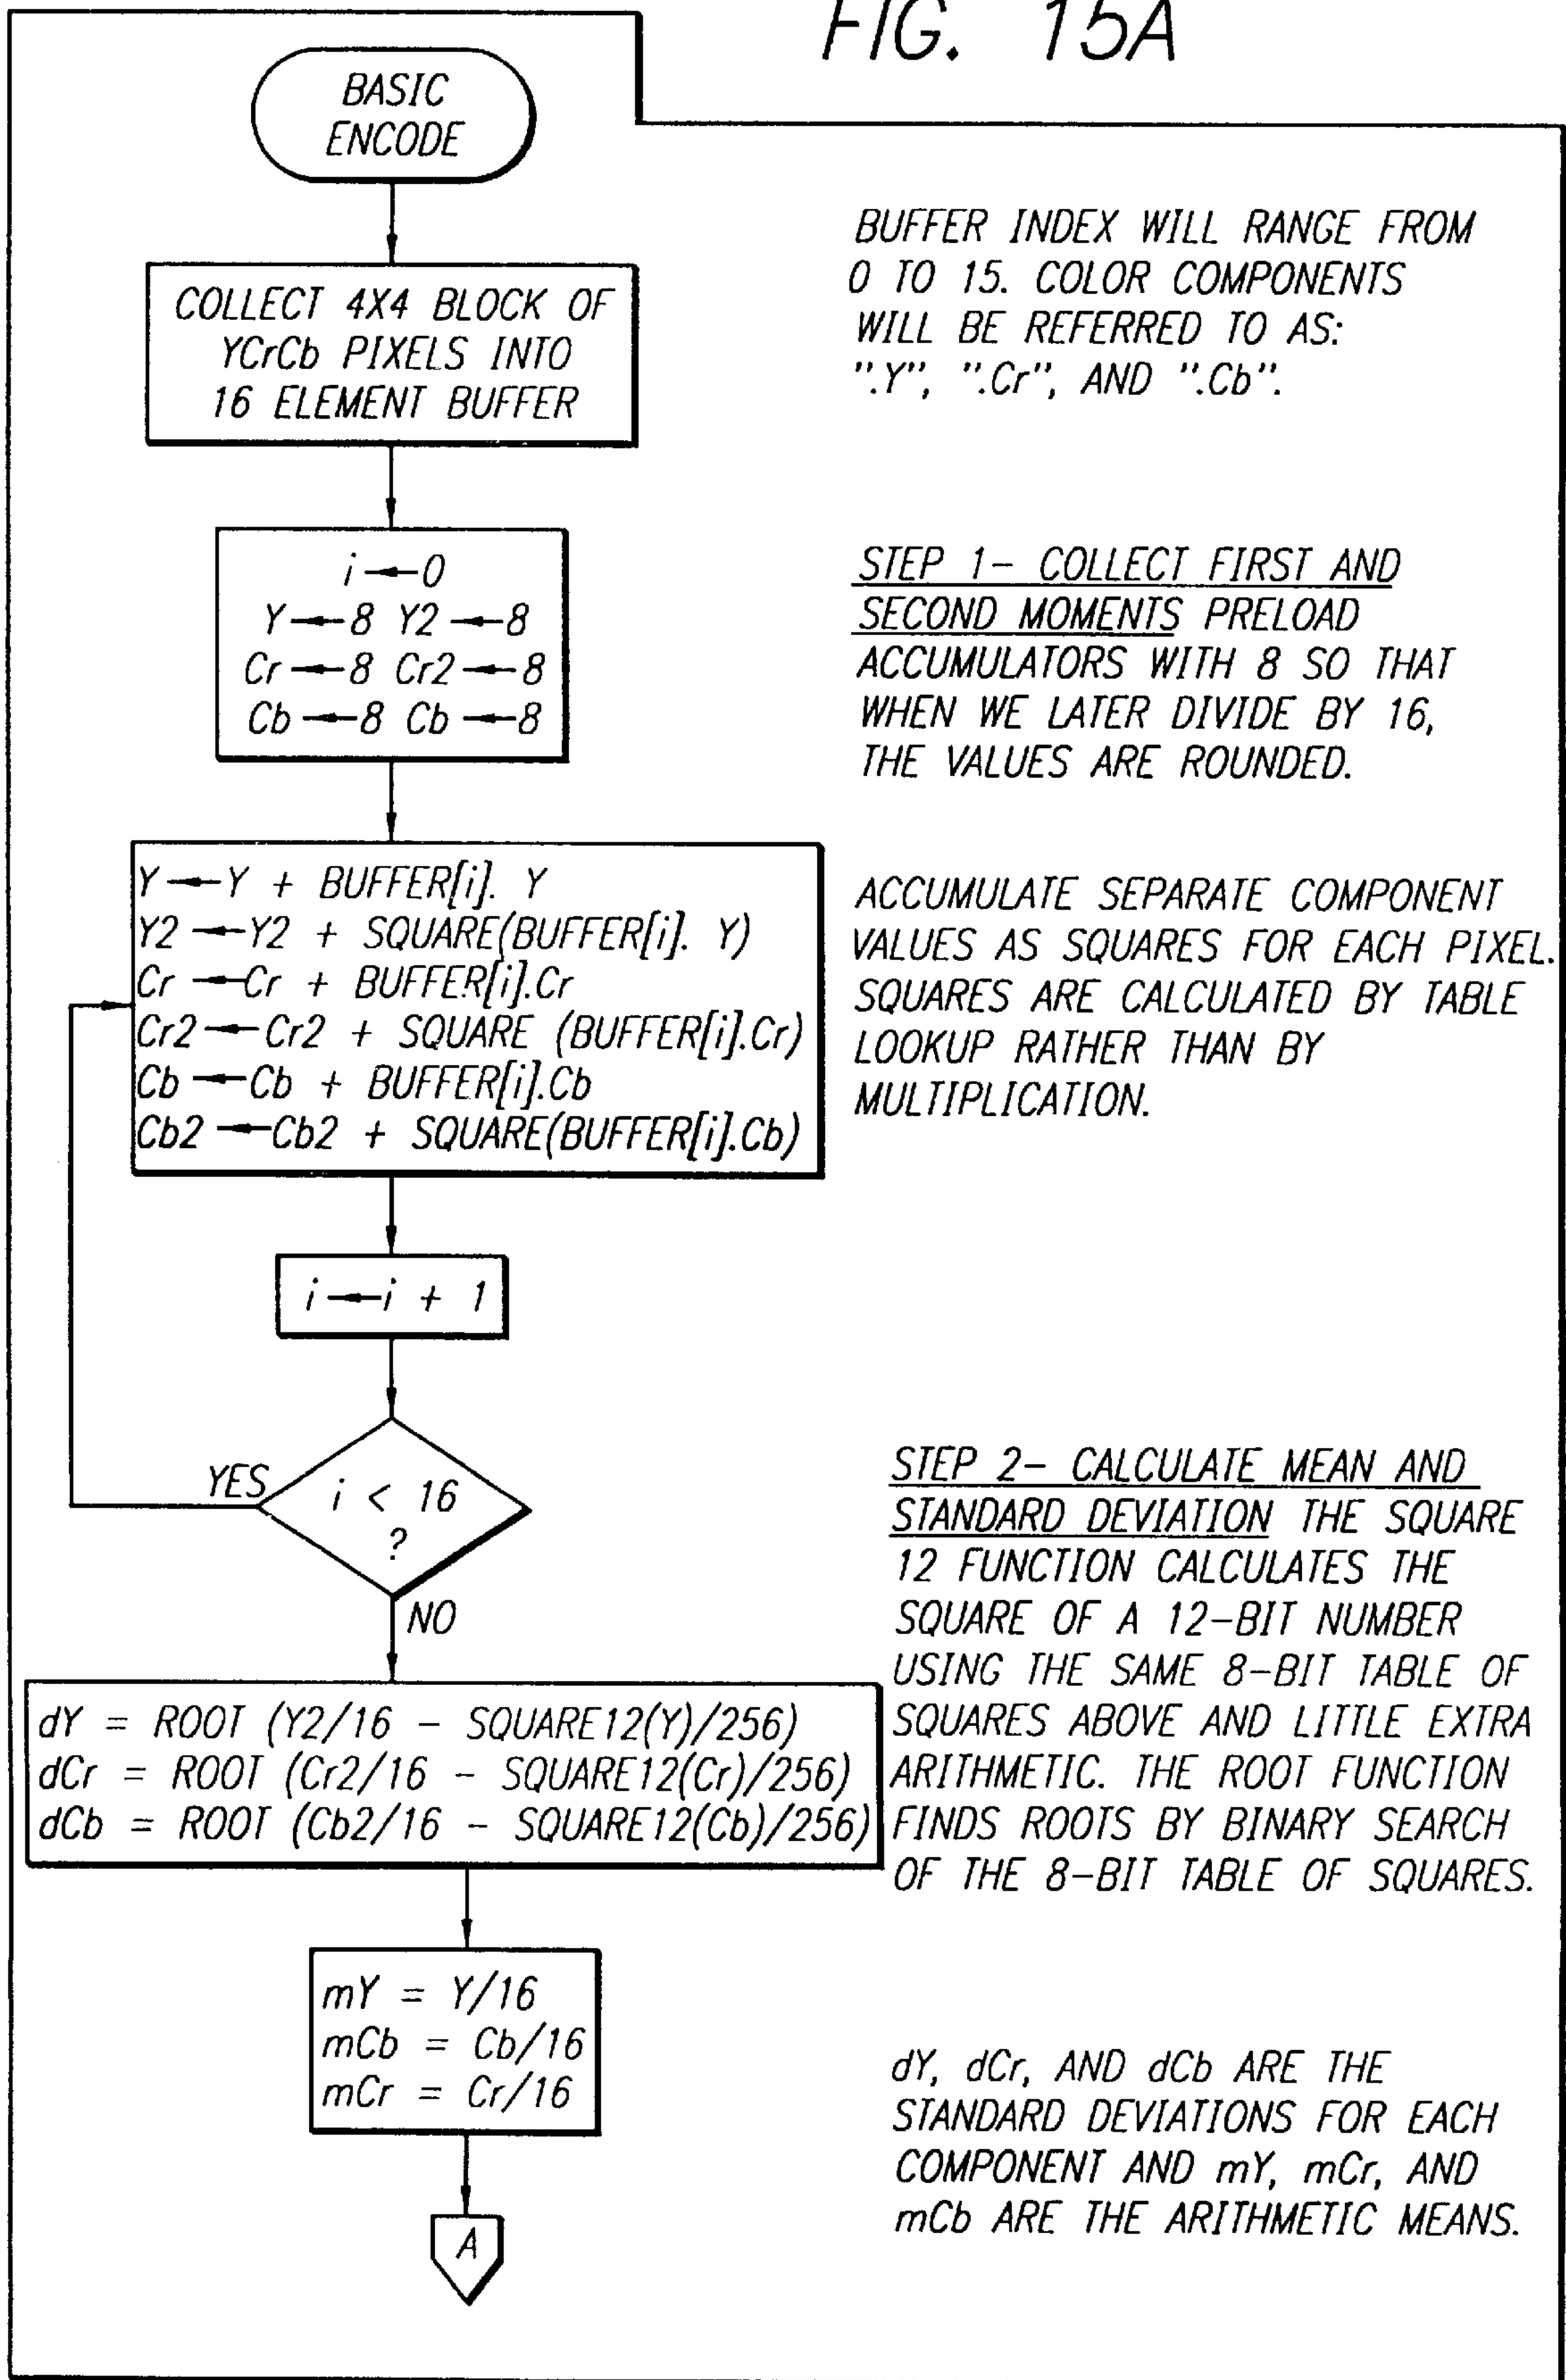 FIG. 15A
BASIC
ENCODE
COLLECT 4X4 BLOCK OF
YCrCb PIXELS INTO
16 ELEMENT BUFFER
BUFFER INDEX WILL RANGE FROM
0 TO 15. COLOR COMPONENTS
WILL BE REFERRED TO AS:
".Y", ".Cr", AND ".Cb".
i←0
Y←8 Y2←8
Cr←8 Cr2←8
Cb←8 Cb←8
STEP 1- COLLECT FIRST AND
SECOND MOMENTS PRELOAD
ACCUMULATORS WITH 8 SO THAT
WHEN WE LATER DIVIDE BY 16,
THE VALUES ARE ROUNDED.
Y←Y + BUFFER[i]. Y
Y2←Y2 + SQUARE(BUFFER[i]. Y)
Cr←Cr + BUFFER[i].Cr
Cr2←Cr2 + SQUARE (BUFFER[i].Cr)
Cb←Cb + BUFFER[i].Cb
Cb2←Cb2 + SQUARE(BUFFER[i].Cb)
ACCUMULATE SEPARATE COMPONENT
VALUES AS SQUARES FOR EACH PIXEL.
SQUARES ARE CALCULATED BY TABLE
LOOKUP RATHER THAN BY
MULTIPLICATION.
i←i + 1
YES
i < 16
?
NO
STEP 2- CALCULATE MEAN AND
STANDARD DEVIATION THE SQUARE
12 FUNCTION CALCULATES THE
SQUARE OF A 12-BIT NUMBER
USING THE SAME 8-BIT TABLE OF
SQUARES ABOVE AND LITTLE EXTRA
ARITHMETIC. THE ROOT FUNCTION
FINDS ROOTS BY BINARY SEARCH
OF THE 8-BIT TABLE OF SQUARES.
dY = ROOT (Y2/16 - SQUARE12(Y)/256)
dCr = ROOT (Cr2/16 - SQUARE12(Cr)/256)
dCb = ROOT (Cb2/16 - SQUARE12(Cb)/256)
mY = Y/16
mCb = Cb/16
mCr = Cr/16
dY, dCr, AND dCb ARE THE
STANDARD DEVIATIONS FOR EACH
COMPONENT AND mY, mCr, AND
mCb ARE THE ARITHMETIC MEANS.
A